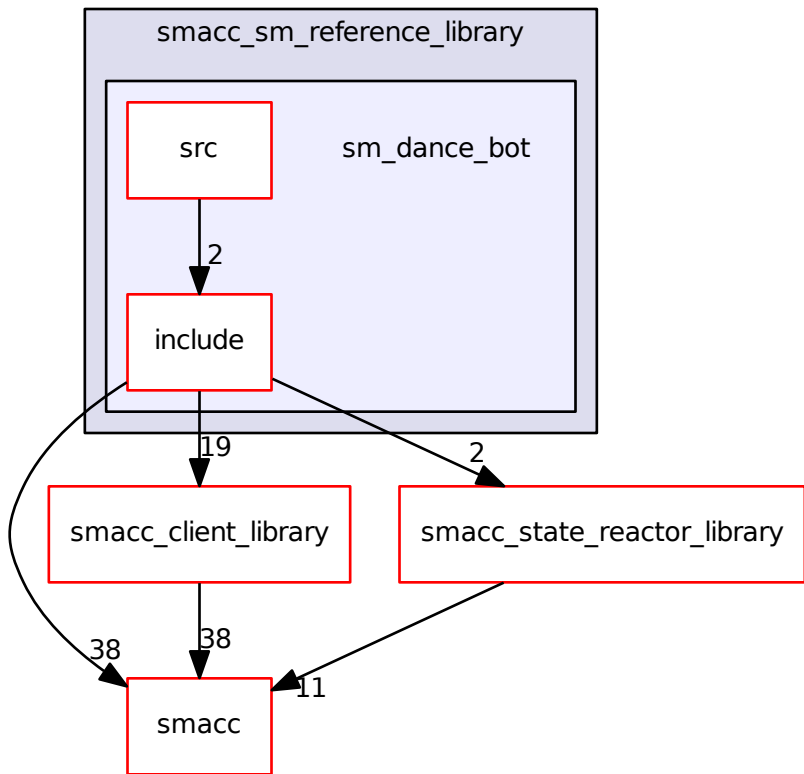 smacc_sm_reference_library
src
sm_dance_bot
2
include
19
2
smacc_client_library
smacc_state_reactor_library
38
38
11
smacc